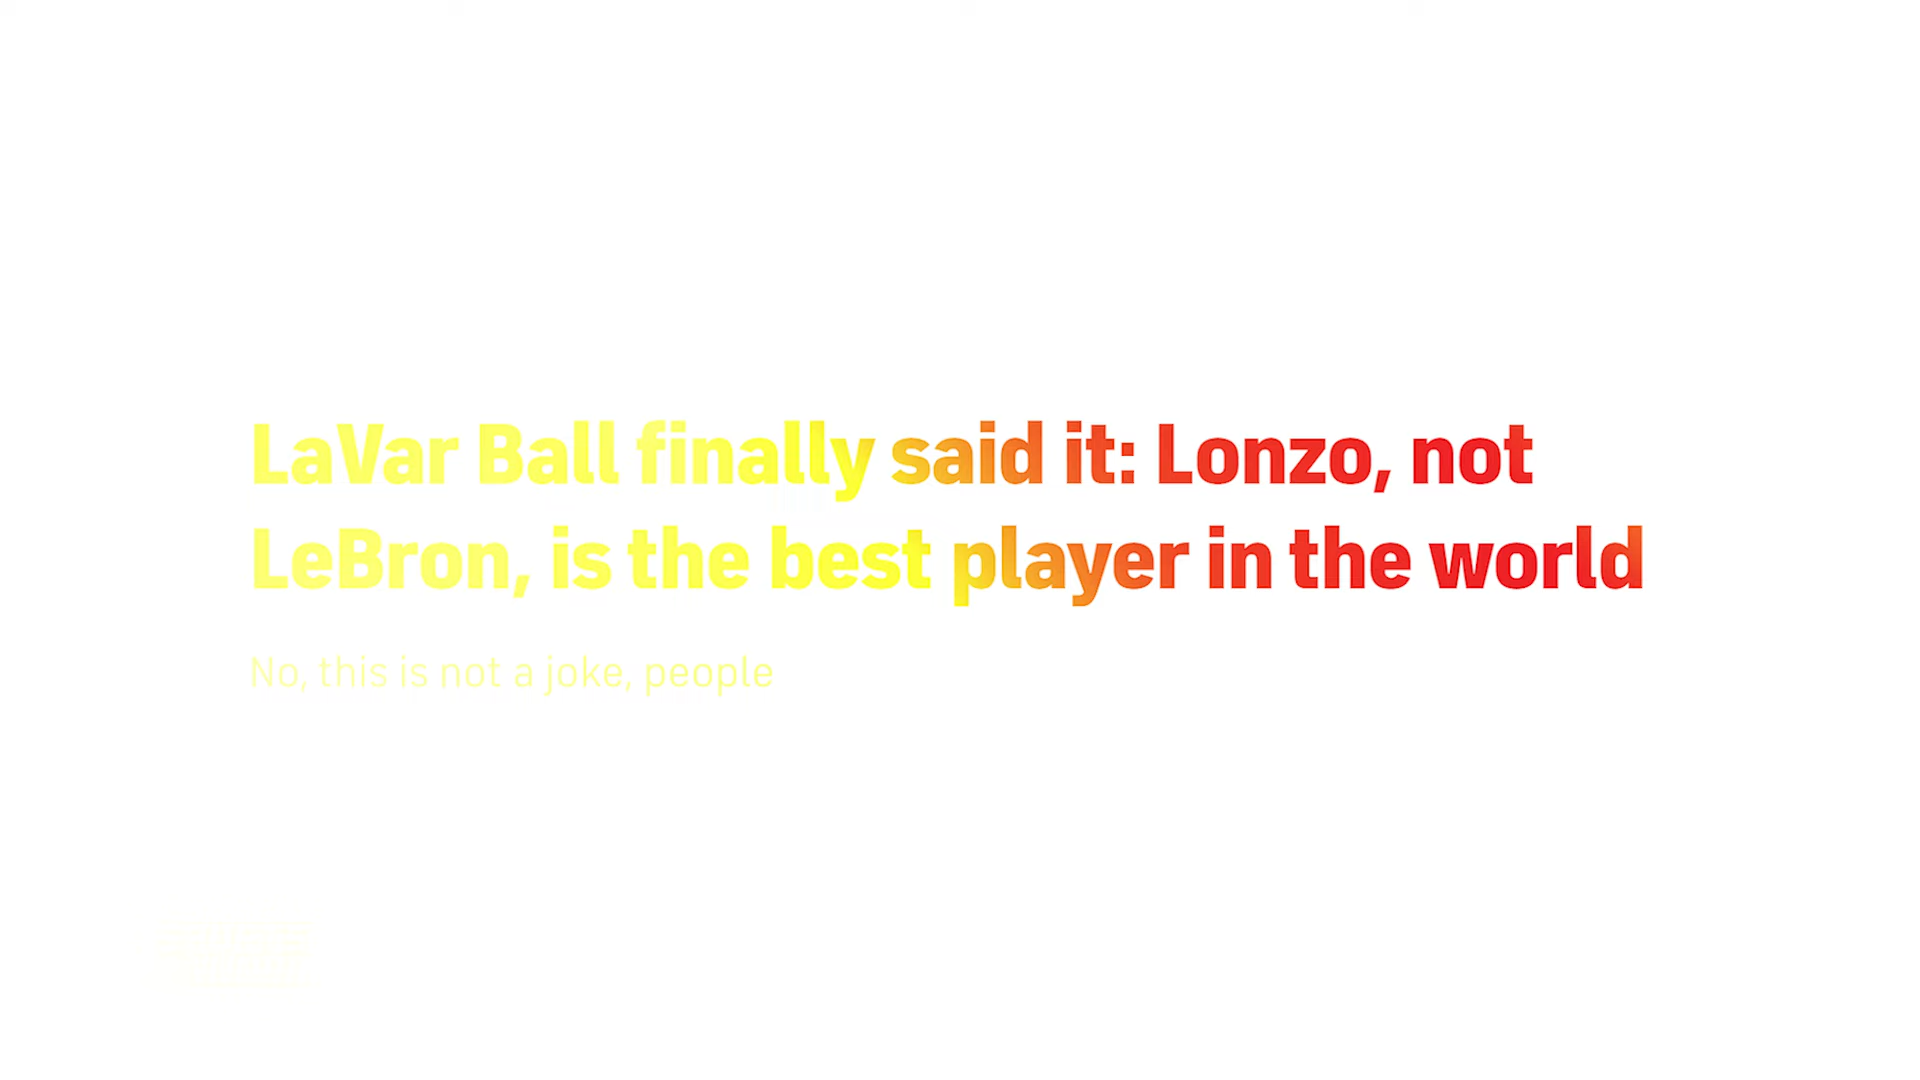 LaVar Ball finally said it: Lonzo, not
LeBron, is the best player in the world
No, this is not a joke, people